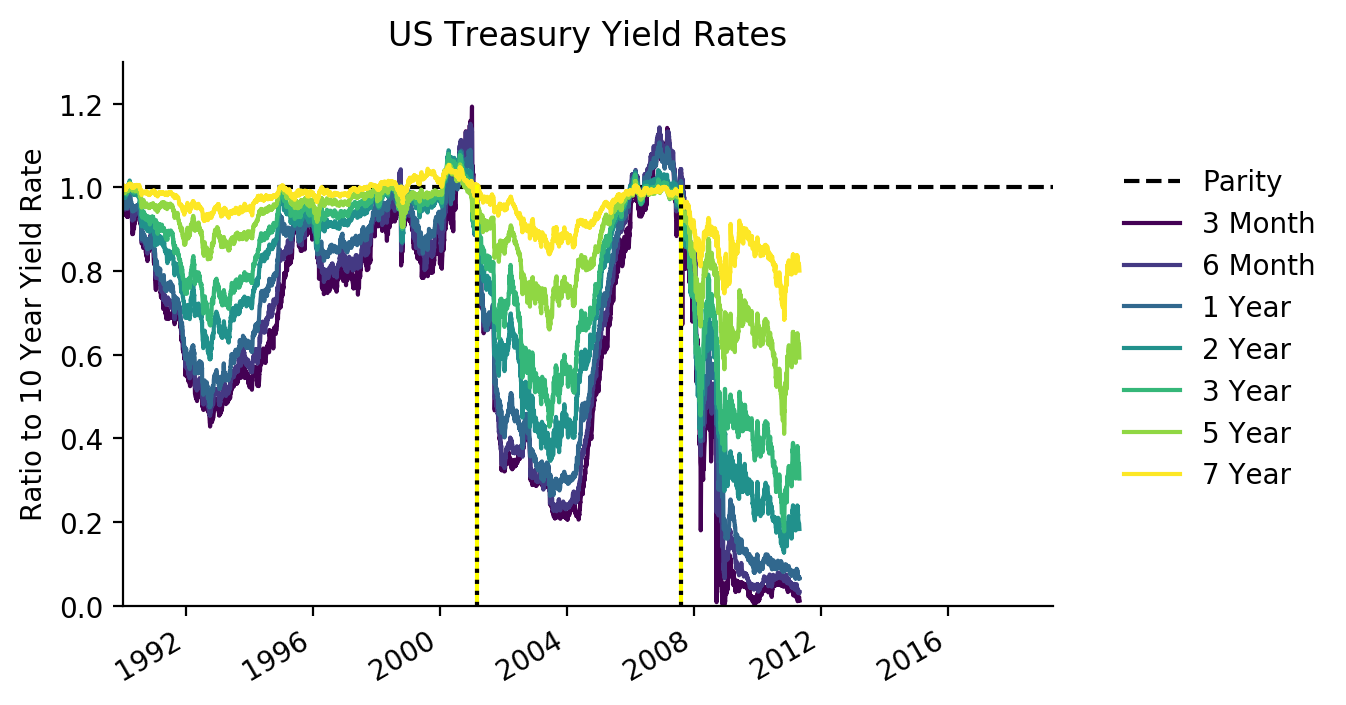 US Treasury Yield Rates
Ratio to 10 Year Yield Rate
1.2
1.0
0.8
0.6
0.4
0.2
0.0
1992
1996
2000
2004
2008
2012
2016
Parity
3 Month
6 Month
1 Year
2 Year
3 Year
5 Year
7 Year